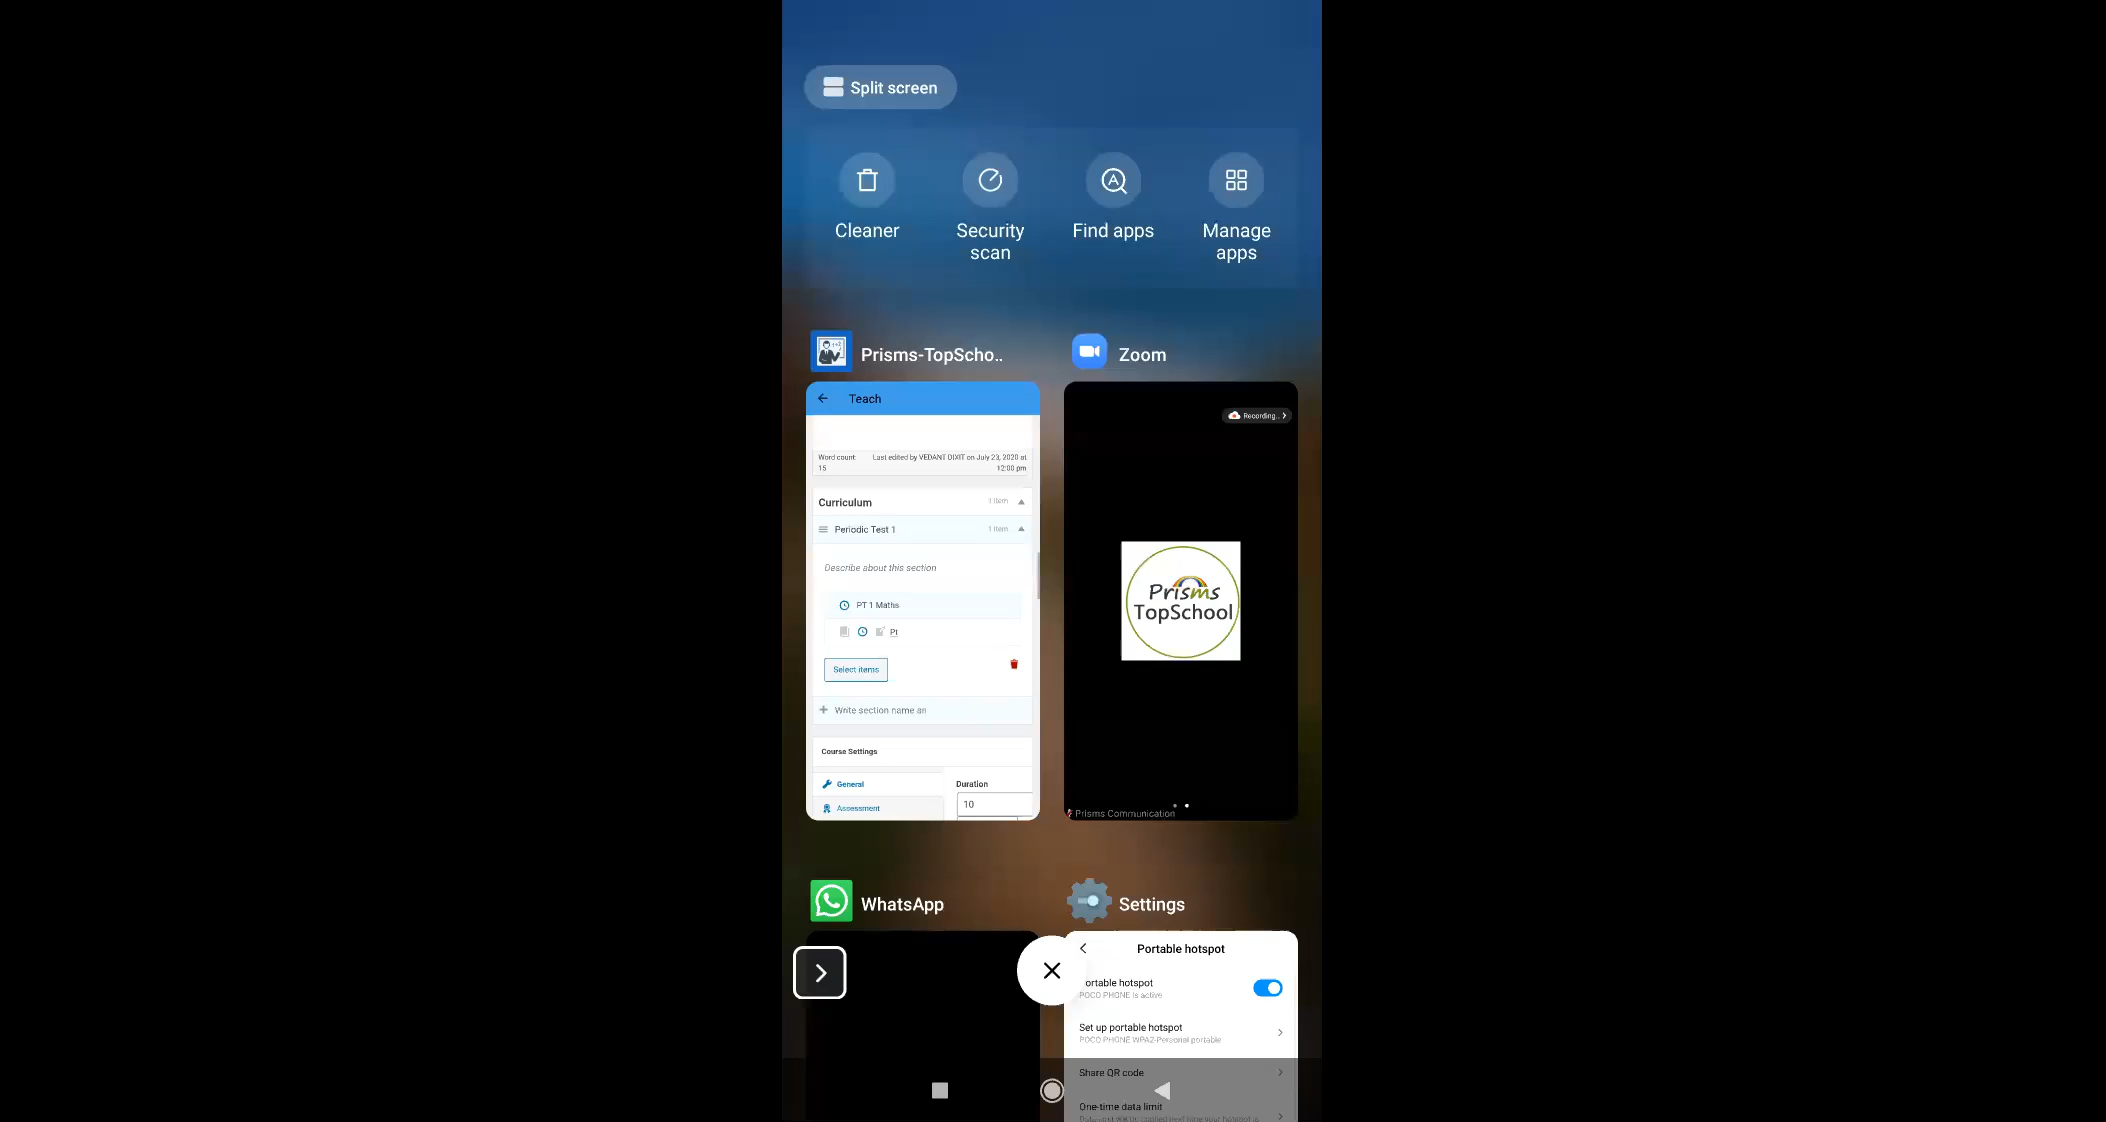 Split screen
Cleaner
Security
scan
Find apps
Manage
apps
Prisms-TopScho..
Zoom
Teach
Word count:
15
Last edited by VEDANT DIXIT on July 23, 2020 at
12:00 pm
Curriculum
1 Item
Periodic Test 1
1 Item
Describe about this section
PT 1 Maths
Pt
Select items
Write section name an
Course Settings
General
Assessment
Duration
10
Recording...
Prisms
TopSchool
Prisms Communication
WhatsApp
Settings
Portable hotspot
ortable hotspot
POCO PHONE is active
Set up portable hotspot
POCO PHONE WPA2-Personal portable
Share QR code
One-time data limit